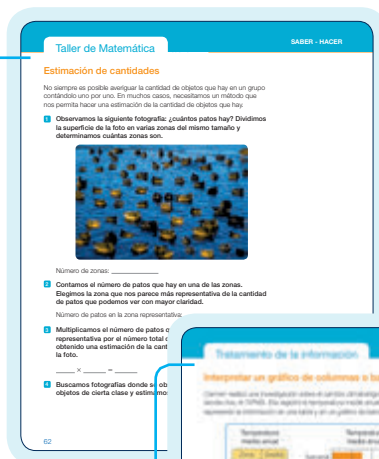 SABER - HACER
Taller de Matemática
Estimación de cantidades
No siempre es posible averiguar la cantidad de objetos que hay en un grupo
contándolo uno por uno. En muchos casos, necesitamos un método que
nos permita hacer una estimación de la cantidad de objetos que hay.
1 Observamos la siguiente fotografía: ¿cuántos patos hay? Dividimos
la superficie de la foto en varias zonas del mismo tamaño y
determinamos cuántas zonas son.
Número de zonas:
2 Contamos el número de patos que hay en una de las zonas.
Elegimos la zona que nos parece más representativa de la cantidad
de patos que podemos ver con mayor claridad.
Número de patos en la zona representativa:
3 Multiplicamos el número de patos
representativa por el número total
obtenido una estimación de la
la foto.
× =
4 Buscamos fotografías donde se
objetos de cierta clase y
62
Tratamiento de la información
Interpretar un gráfico de columnas o